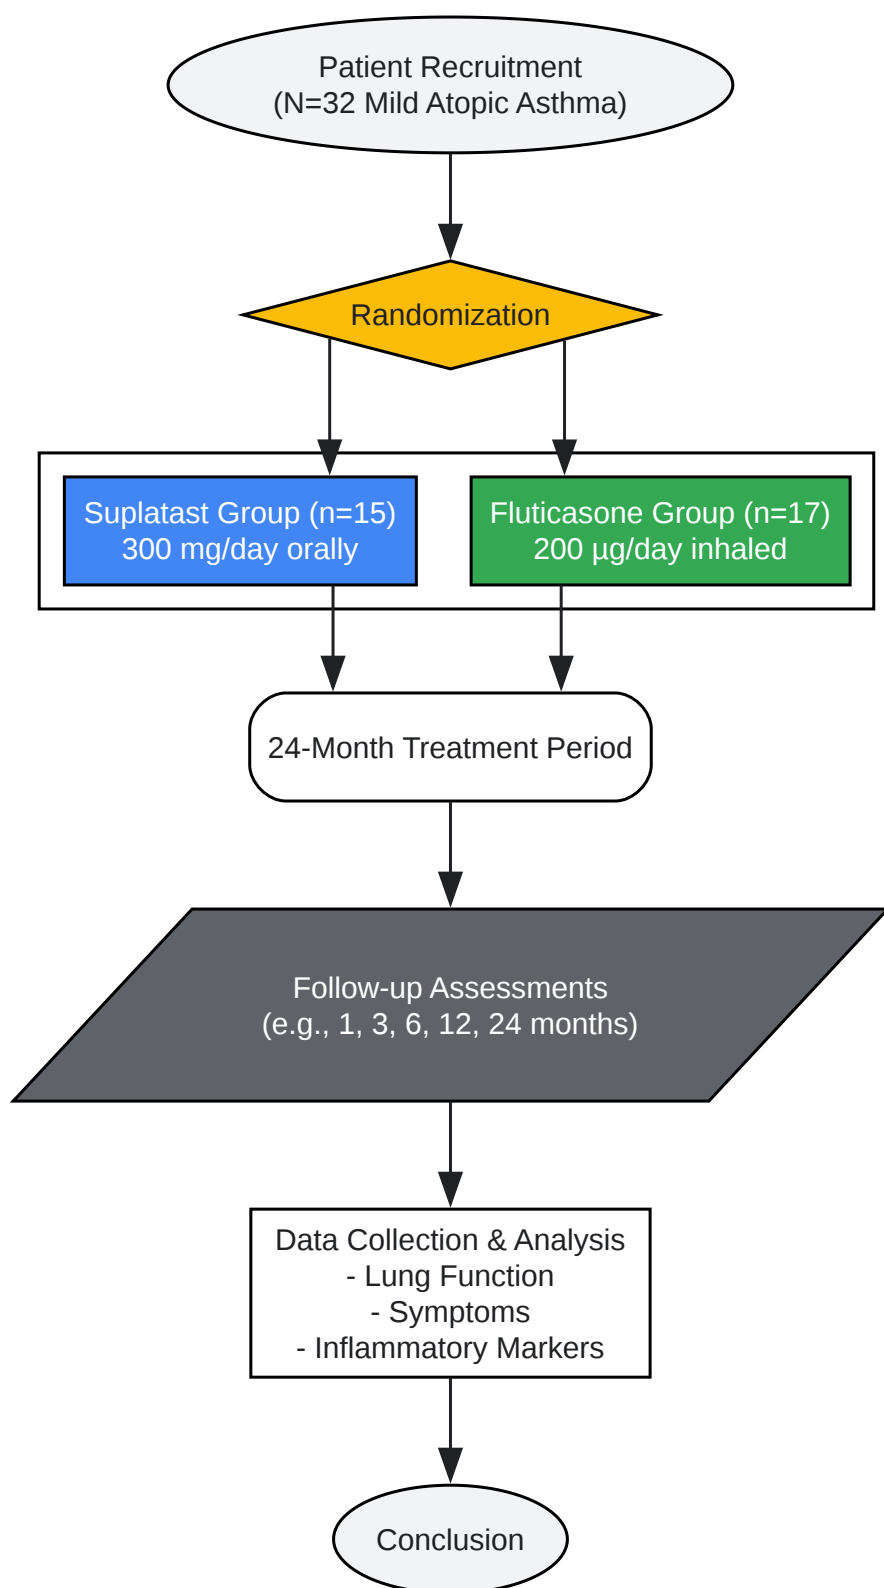 Patient Recruitment
(N=32 Mild Atopic Asthma)
Randomization
Suplatast Group (n=15)
300 mg/day orally
Fluticasone Group (n=17)
200 µg/day inhaled
24-Month Treatment Period
Follow-up Assessments
(e.g., 1, 3, 6, 12, 24 months)
Data Collection & Analysis
- Lung Function
- Symptoms
- Inflammatory Markers
Conclusion